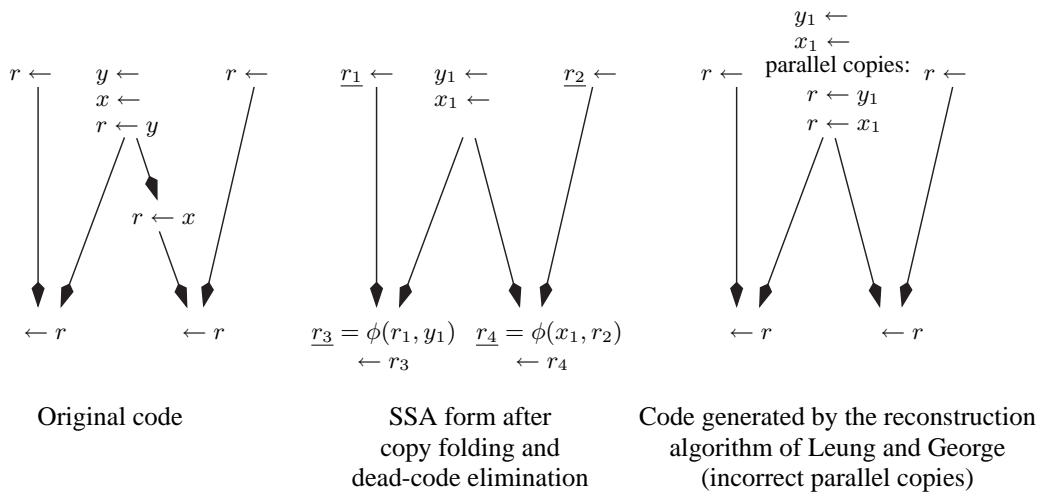 r ←
y ←
x ←
r ← y
r ←
r ← x
← r
← r
Original code
r₁ ←
y₁ ←
x₁ ←
r₂ ←
r₃ = ϕ(r₁, y₁)
← r₃
r₄ = ϕ(x₁, r₂)
← r₄
SSA form after
copy folding and
dead-code elimination
y₁ ←
x₁ ←
r ←
parallel copies:
r ←
r ← y₁
r ← x₁
← r
← r
Code generated by the reconstruction
algorithm of Leung and George
(incorrect parallel copies)